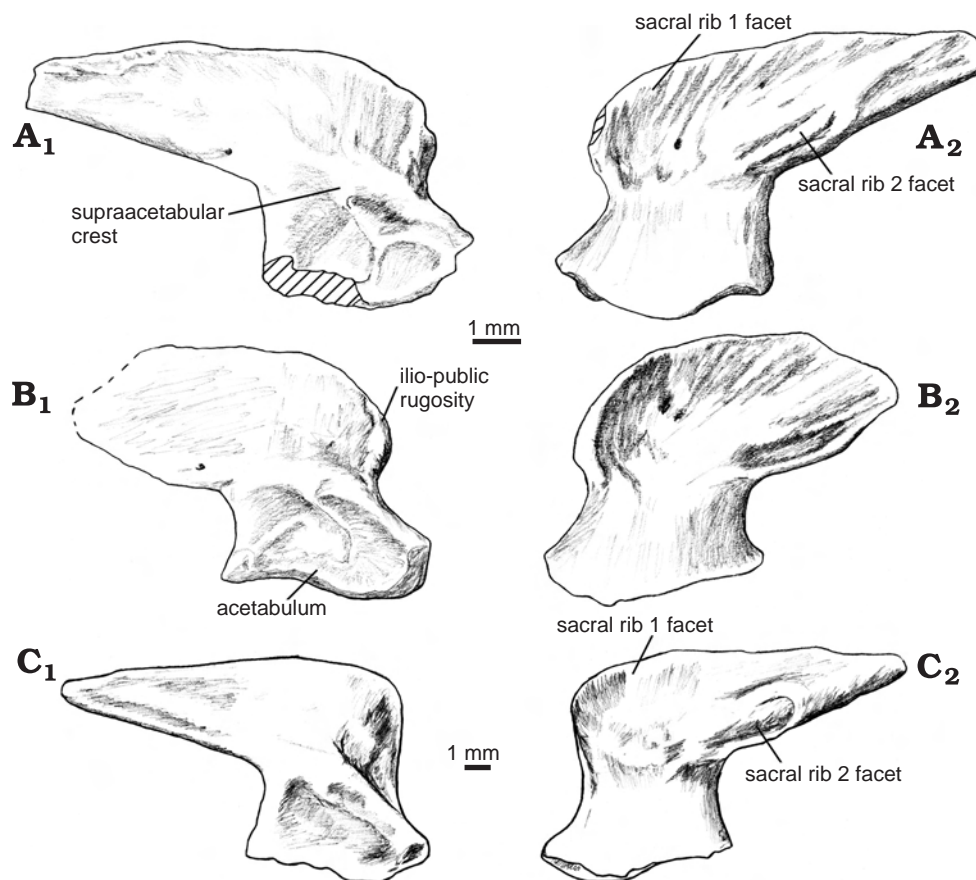 sacral rib 1 facet
A1
A2
sacral rib 2 facet
supraacetabular
crest
1 mm
B1
ilio-public
rugosity
B2
acetabulum
sacral rib 1 facet
C1
C2
1 mm
sacral rib 2 facet